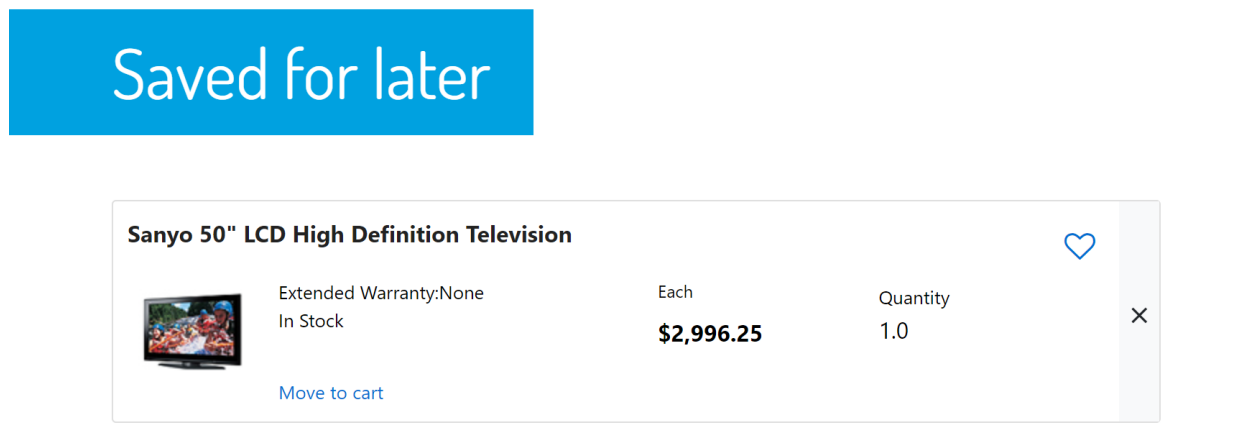 Saved for later
Sanyo 50" LCD High Definition Television
Extended Warranty:None
In Stock
Each
$2,996.25
Quantity
1.0
Move to cart